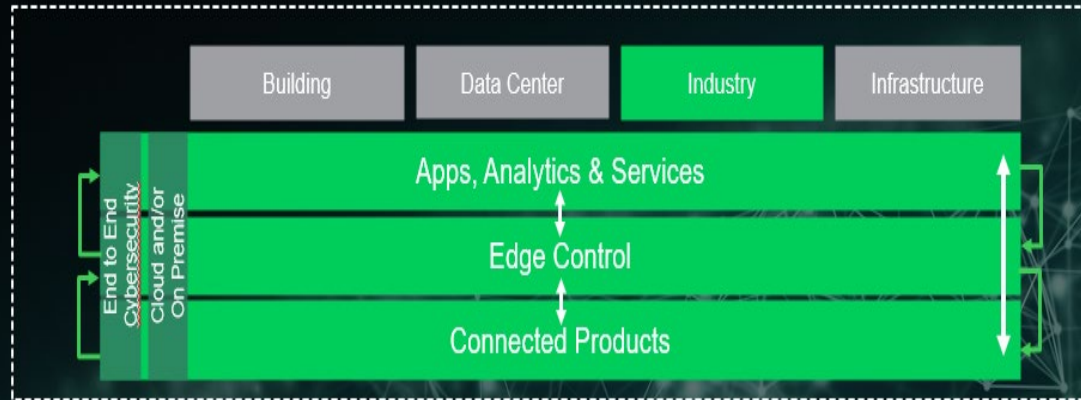 Building
Data Center
Industry
Infrastructure
End to End
Cybersecurity
Cloud and/or
On Premise
Apps, Analytics & Services
Edge Control
Connected Products